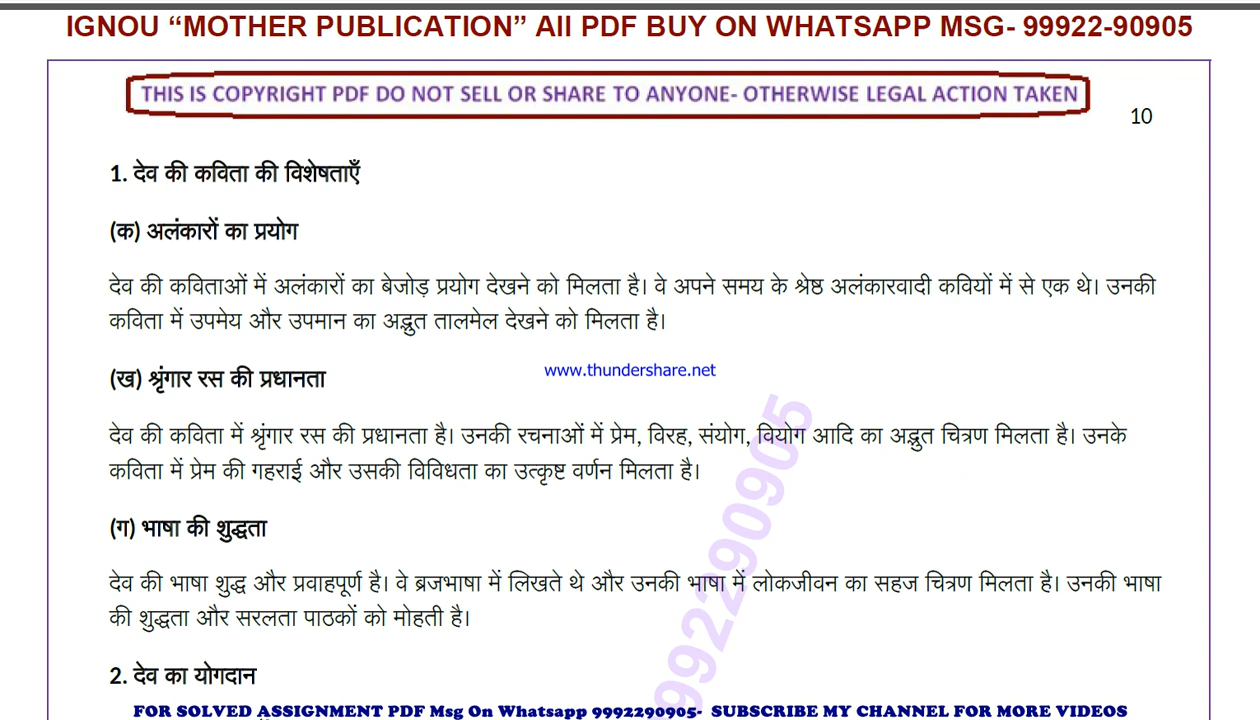 IGNOU “MOTHER PUBLICATION” All PDF BUY ON WHATSAPP MSG- 99922-90905
THIS IS COPYRIGHT PDF DO NOT SELL OR SHARE TO ANYONE- OTHERWISE LEGAL ACTION TAKEN
10
1. देव की कविता की विशेषताएँ
(क) अलंकारों का प्रयोग
देव की कविताओं में अलंकारों का बेजोड़ प्रयोग देखने को मिलता है। वे अपने समय के श्रेष्ठ अलंकारवादी कवियों में से एक थे। उनकी
कविता में उपमेय और उपमान का अद्भुत तालमेल देखने को मिलता है।
(ख) श्रृंगार रस की प्रधानता
www.thundershare.net
देव की कविता में श्रृंगार रस की प्रधानता है। उनकी रचनाओं में प्रेम, विरह, संयोग, वियोग आदि का अद्भुत चित्रण मिलता है। उनके
कविता में प्रेम की गहराई और उसकी विविधता का उत्कृष्ट वर्णन मिलता है।
(ग) भाषा की शुद्धता
देव की भाषा शुद्ध और प्रवाहपूर्ण है। वे ब्रजभाषा में लिखते थे और उनकी भाषा में लोकजीवन का सहज चित्रण मिलता है। उनकी भाषा
की शुद्धता और सरलता पाठकों को मोहती है।
9992290905
2. देव का योगदान
FOR SOLVED ASSIGNMENT PDF Msg On Whatsapp 9992290905- SUBSCRIBE MY CHANNEL FOR MORE VIDEOS